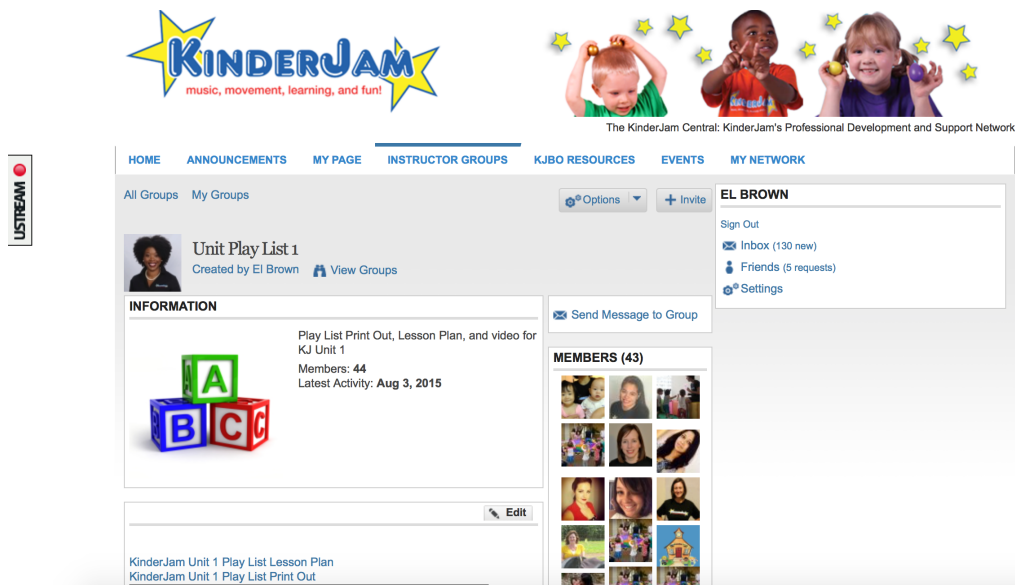 KINDERJAM
music, movement, learning, and fun!
The KinderJam Central: KinderJam's Professional Development and Support Network
USTREAM
HOME ANNOUNCEMENTS MY PAGE INSTRUCTOR GROUPS KJBO RESOURCES EVENTS MY NETWORK
All Groups My Groups
Options
+ Invite
EL BROWN
Sign Out
Inbox (130 new)
Friends (5 requests)
Settings
Unit Play List 1
Created by El Brown View Groups
INFORMATION
A
B C C
Play List Print Out, Lesson Plan, and video for
KJ Unit 1
Members: 44
Latest Activity: Aug 3, 2015
Send Message to Group
MEMBERS (43)
Edit
KinderJam Unit 1 Play List Lesson Plan
KinderJam Unit 1 Play List Print Out